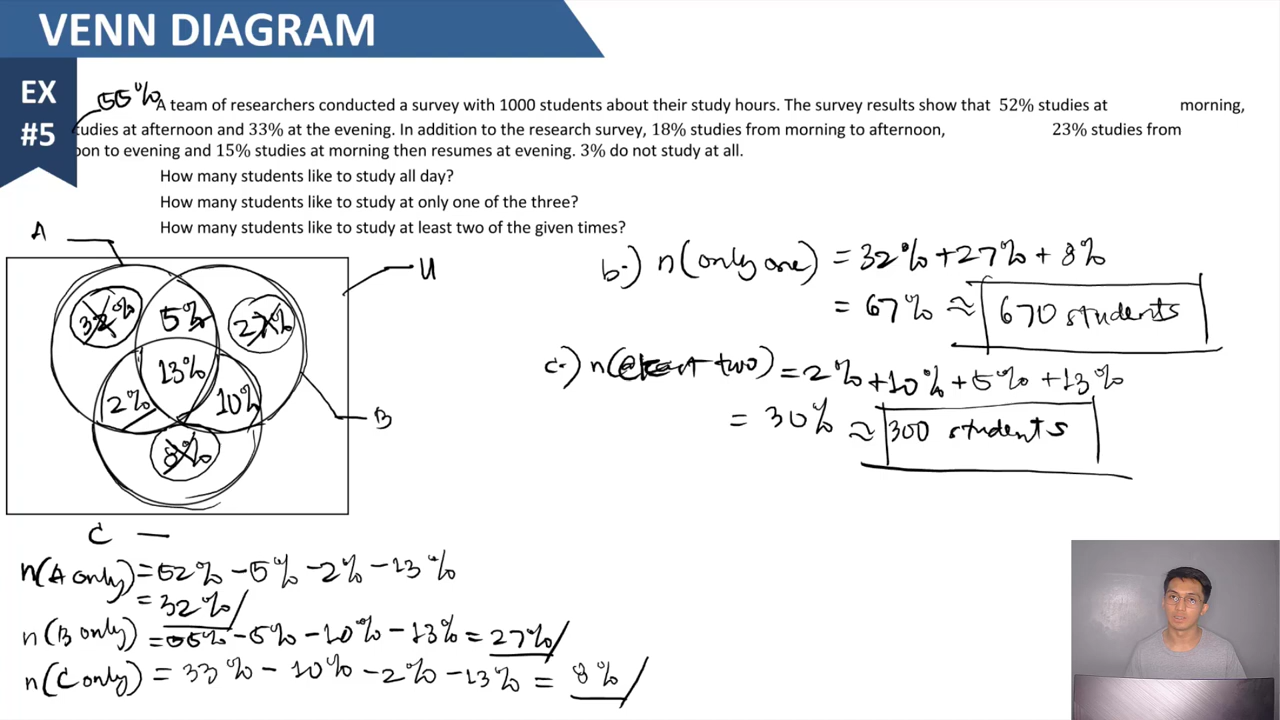 VENN DIAGRAM
EX
#5
55%
A team of researchers conducted a survey with 1000 students about their study hours. The survey results show that 52% studies at morning,
tudies at afternoon and 33% at the evening. In addition to the research survey, 18% studies from morning to afternoon, 23% studies from
oon to evening and 15% studies at morning then resumes at evening. 3% do not study at all.
How many students like to study all day?
How many students like to study at only one of the three?
How many students like to study at least two of the given times?
A
U
32%
5%
27%
13%
2%
10%
B
8%
C
b.) n(only one) = 32% + 27% + 8%
= 67% ≈ 670 students
c.) n(@least two) = 2% + 10% + 5% + 13%
= 30% ≈ 300 students
n(A only) = 52% - 5% - 2% - 13%
= 32%
n(B only) = 55% - 5% - 10% - 13% = 27%
n(C only) = 33% - 10% - 2% - 13% = 8%